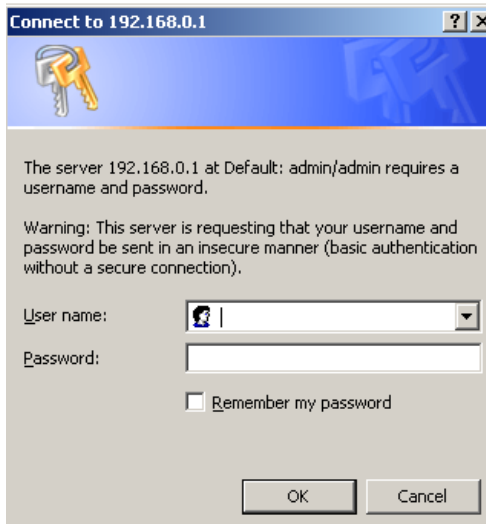 Connect to 192.168.0.1
The server 192.168.0.1 at Default: admin/admin requires a
username and password.
Warning: This server is requesting that your username and
password be sent in an insecure manner (basic authentication
without a secure connection).
User name:
Password:
Remember my password
OK Cancel